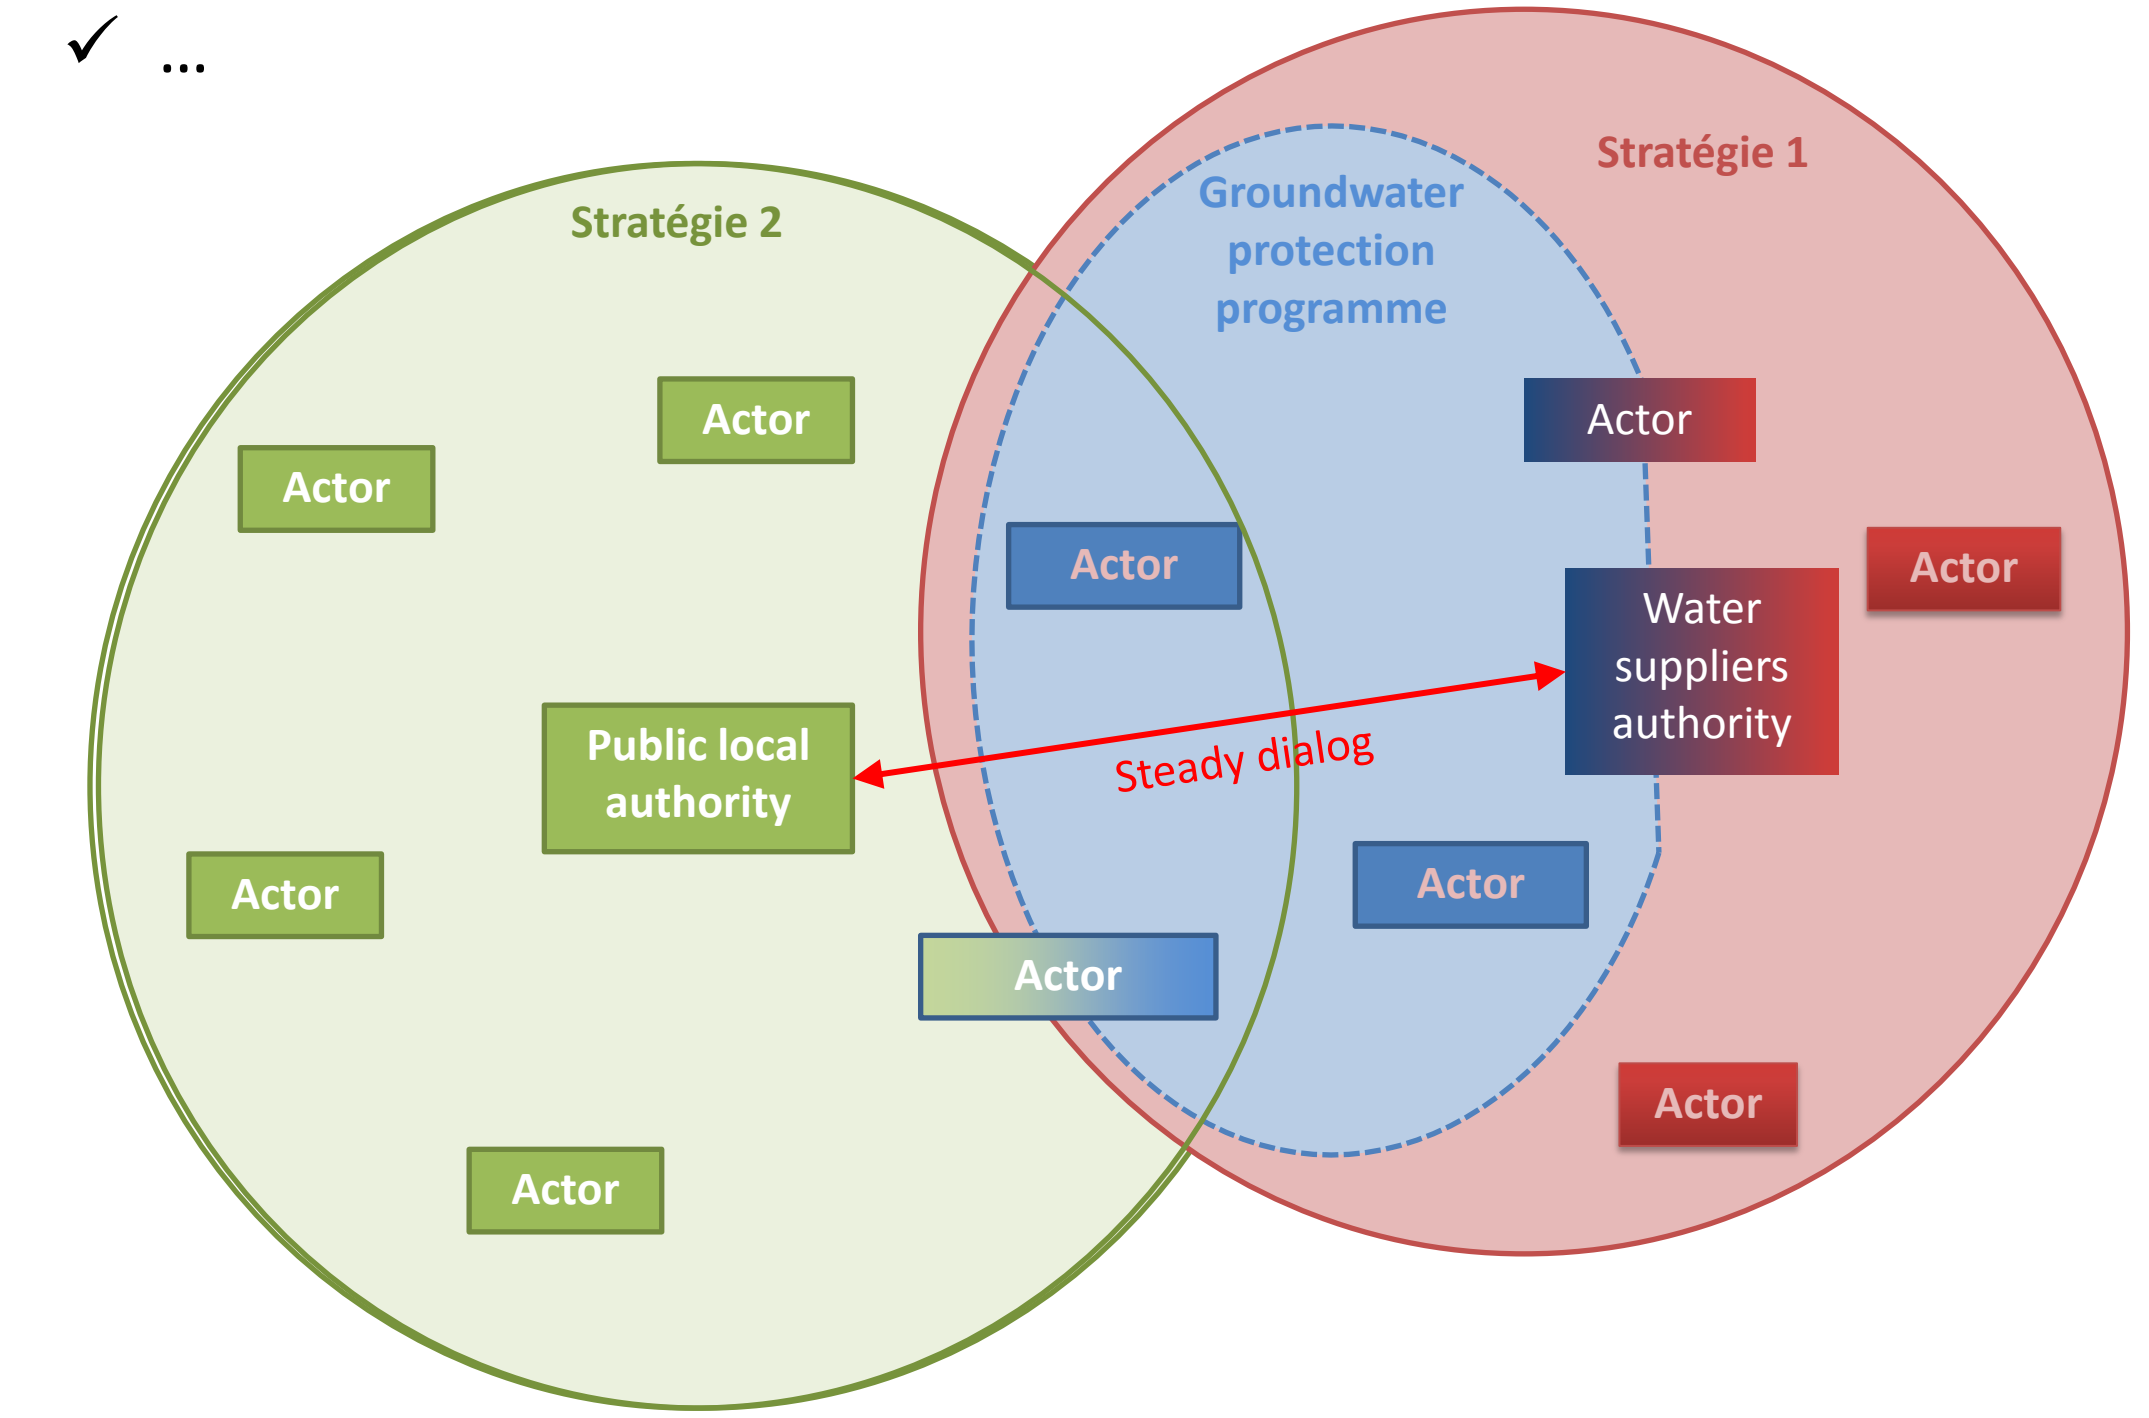 ✓ ...
Stratégie 1
Groundwater
protection
programme
Stratégie 2
Actor
Actor
Actor
Actor
Actor
Water
suppliers
authority
Steady dialog
Public local
authority
Actor
Actor
Actor
Actor
Actor
Actor